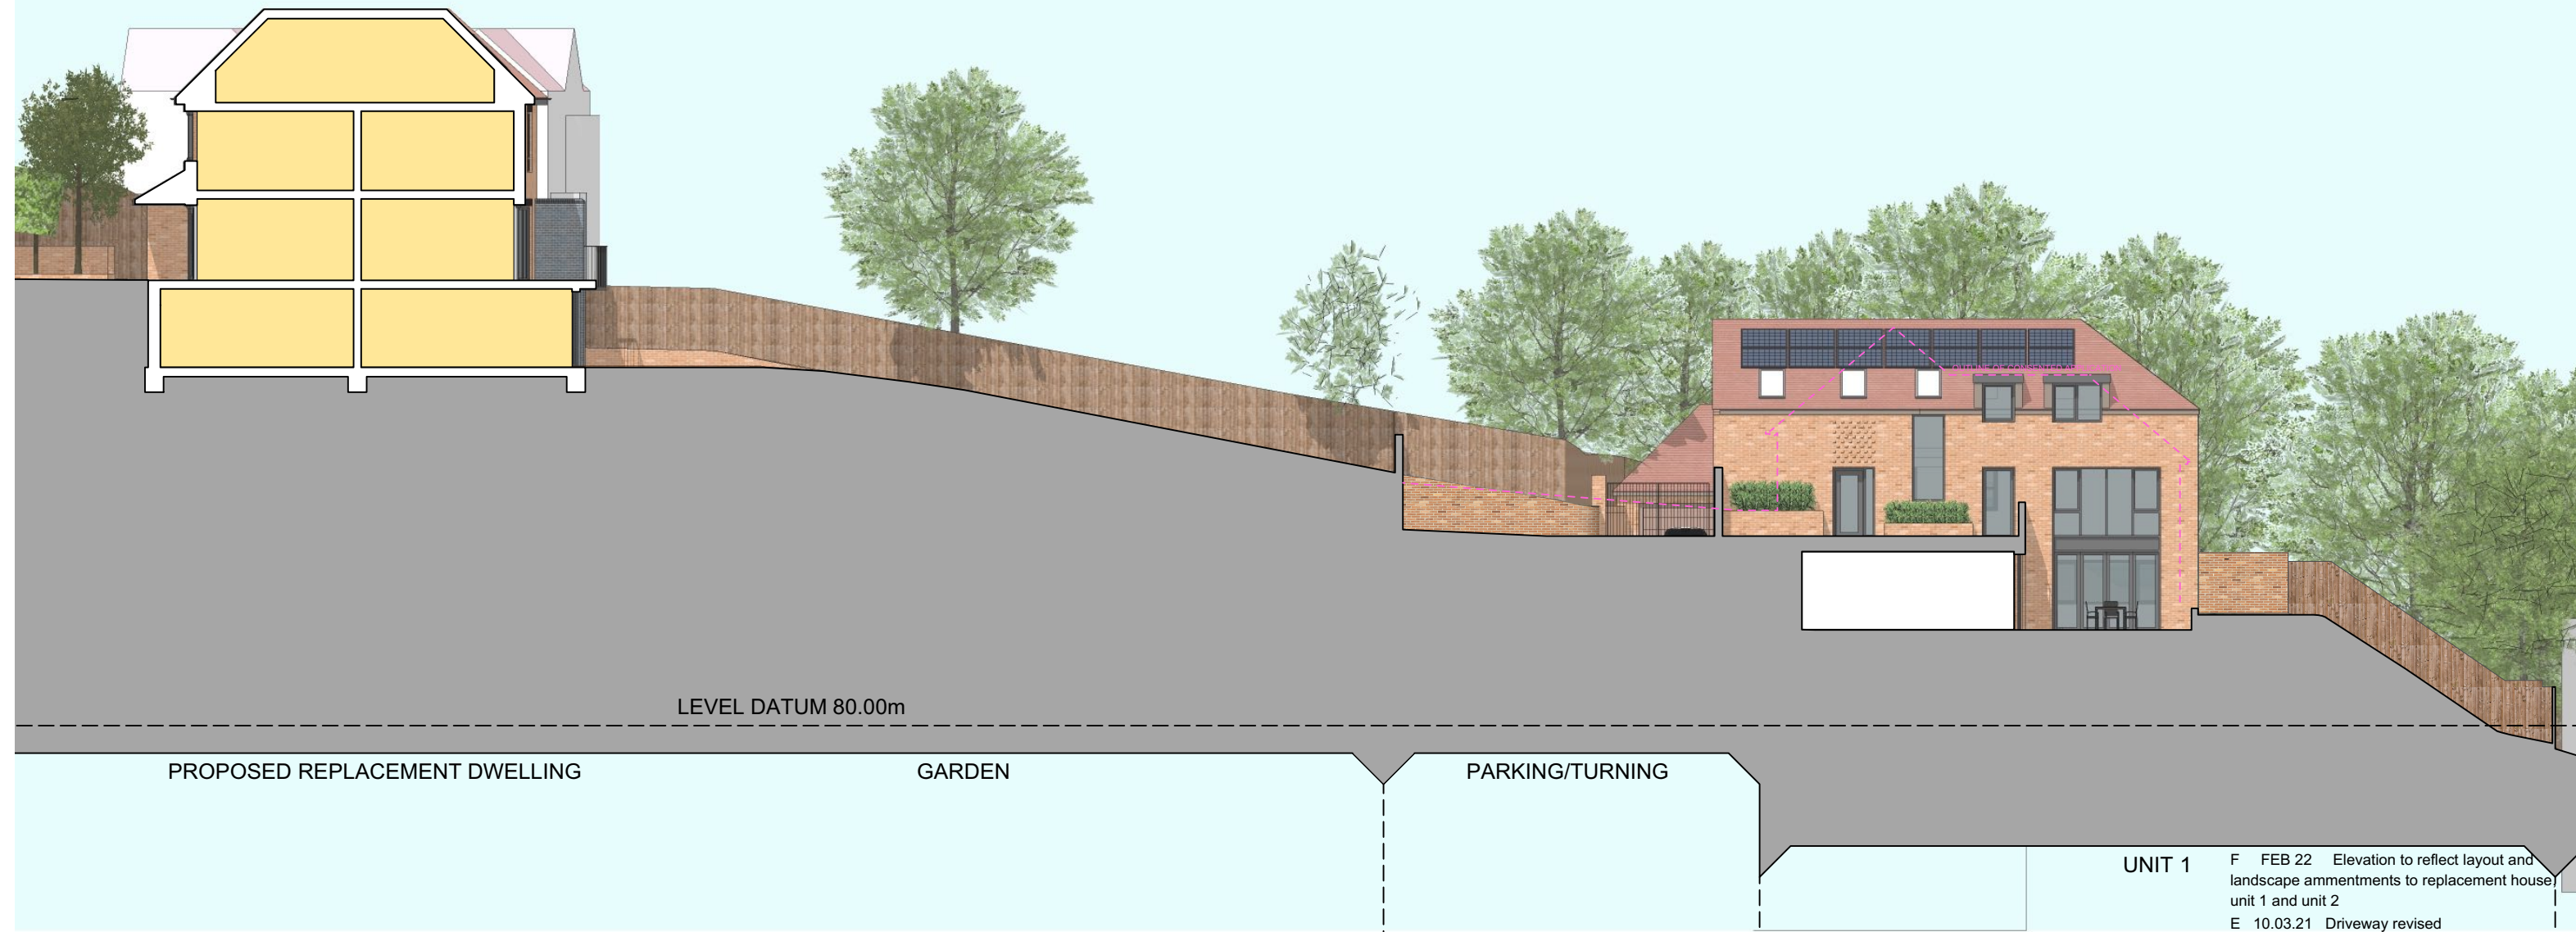 LEVEL DATUM 80.00m
PROPOSED REPLACEMENT DWELLING
GARDEN
PARKING/TURNING
UNIT 1
F FEB 22 Elevation to reflect layout and
landscape ammentments to replacement house,
unit 1 and unit 2
E 10.03.21 Driveway revised